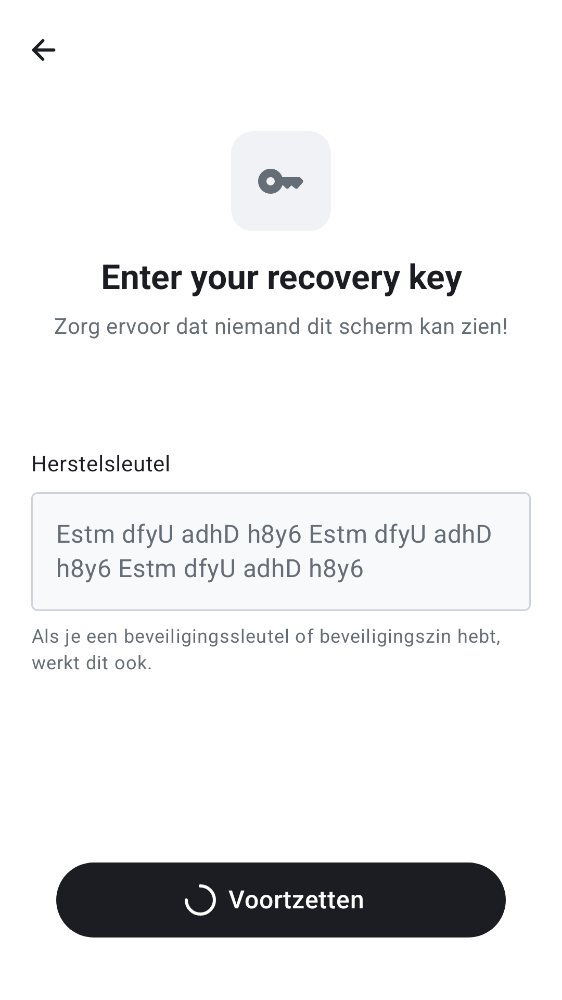 Enter your recovery key
Zorg ervoor dat niemand dit scherm kan zien!
Herstelsleutel
Estm dfyU adhD h8y6 Estm dfyU adhD
h8y6 Estm dfyU adhD h8y6
Als je een beveiligingssleutel of beveiligingszin hebt,
werkt dit ook.
Voortzetten